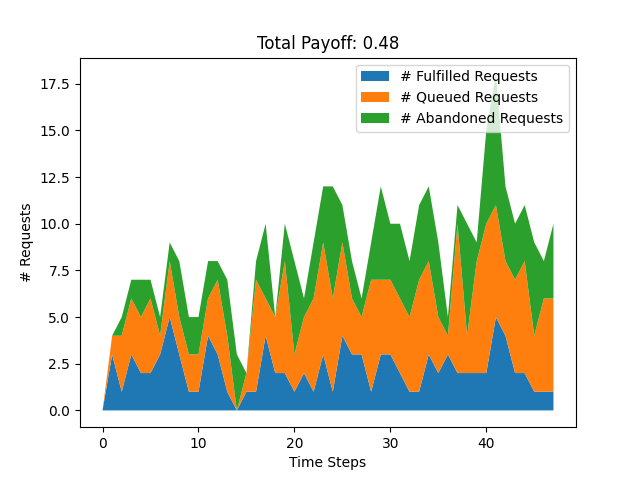 Total Payoff: 0.48
# Fulfilled Requests
# Queued Requests
# Abandoned Requests
17.5
15.0
12.5
10.0
7.5
5.0
2.5
0.0
# Requests
0 10 20 30 40
Time Steps